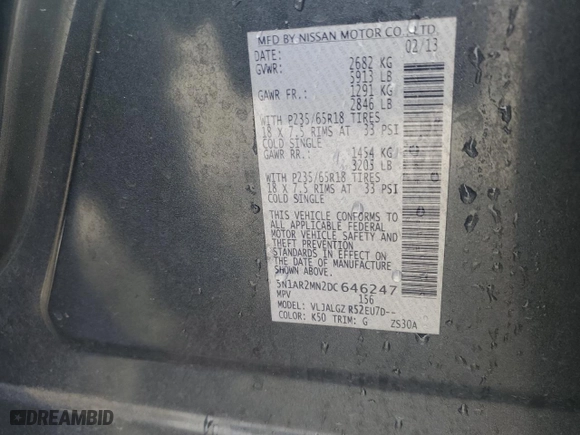 MFD BY NISSAN MOTOR CO., LTD.
DATE: 02/13
GVWR: 2682 KG
5913 LB
GAWR FR.: 1291 KG
2846 LB
WITH P235/65R18 TIRES
18 X 7.5 RIMS AT 33 PSI
COLD SINGLE
GAWR RR.: 1454 KG
3205 LB
WITH P235/65R18 TIRES
18 X 7.5 RIMS AT 33 PSI
COLD SINGLE
THIS VEHICLE CONFORMS TO
ALL APPLICABLE FEDERAL
MOTOR VEHICLE SAFETY AND
THEFT PREVENTION
STANDARDS IN EFFECT ON
THE DATE OF MANUFACTURE
SHOWN ABOVE.
5N1AR2MN2DC646247
MPV 156
MODEL: VLJALGZ R52EU7D--
COLOR: K50 TRIM: G ZS30A
DREAMBID